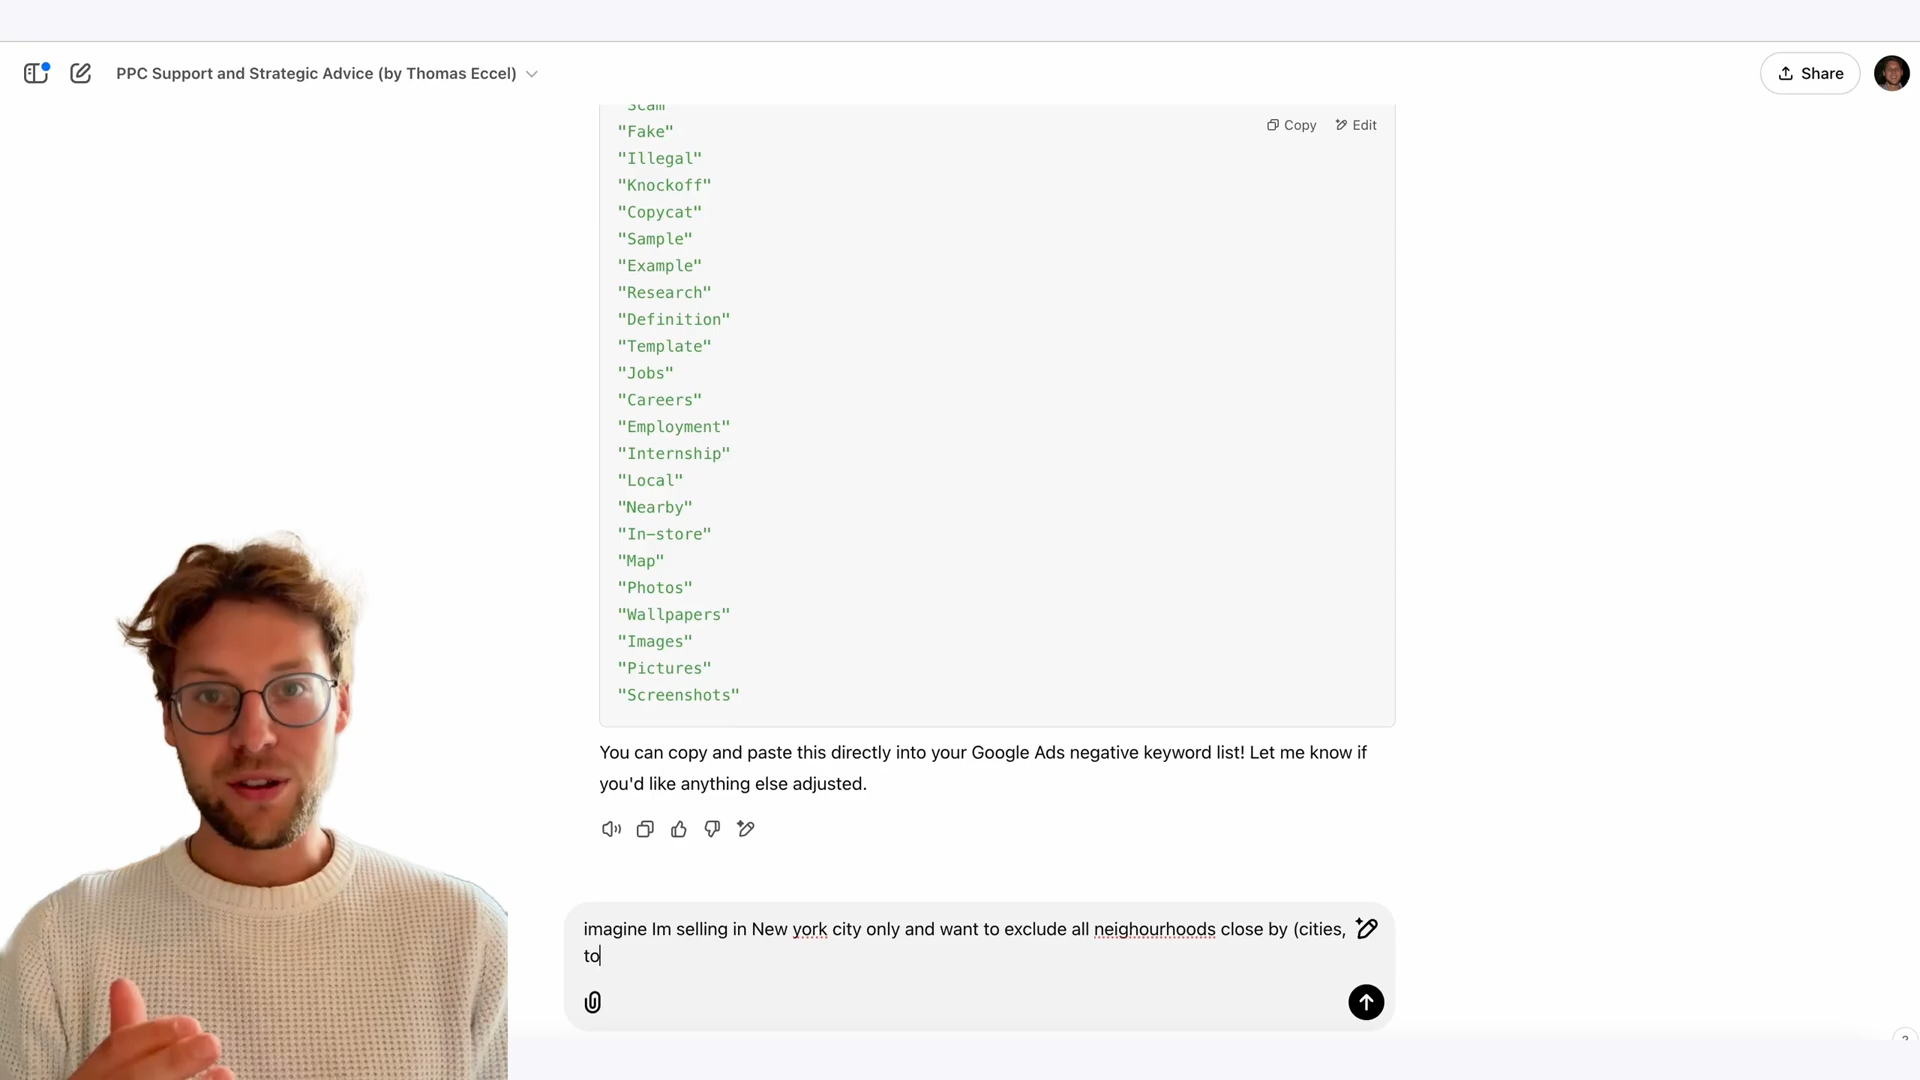 PPC Support and Strategic Advice (by Thomas Eccel)
Share
"Scam"
Copy
Edit
"Fake"
"Illegal"
"Knockoff"
"Copycat"
"Sample"
"Example"
"Research"
"Definition"
"Template"
"Jobs"
"Careers"
"Employment"
"Internship"
"Local"
"Nearby"
"In-store"
"Map"
"Photos"
"Wallpapers"
"Images"
"Pictures"
"Screenshots"
You can copy and paste this directly into your Google Ads negative keyword list! Let me know if
you'd like anything else adjusted.
imagine Im selling in New york city only and want to exclude all neighourhoods close by (cities,
to
?